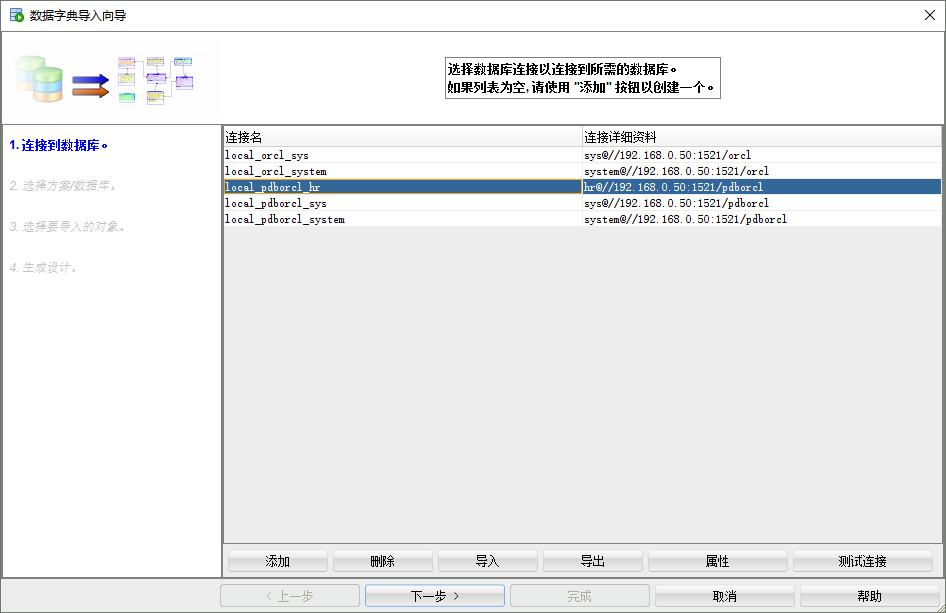 数据字典导入向导
选择数据库连接以连接到所需的数据库。
如果列表为空,请使用 "添加" 按钮以创建一个。
1. 连接到数据库。
2. 选择方案/数据库。
3. 选择要导入的对象。
4. 生成设计。
连接名 连接详细资料
local_orcl_sys sys@//192.168.0.50:1521/orcl
local_orcl_system system@//192.168.0.50:1521/orcl
local_pdborcl_hr hr@//192.168.0.50:1521/pdborcl
local_pdborcl_sys sys@//192.168.0.50:1521/pdborcl
local_pdborcl_system system@//192.168.0.50:1521/pdborcl
添加 删除 导入 导出 属性 测试连接
< 上一步 下一步 > 完成 取消 帮助